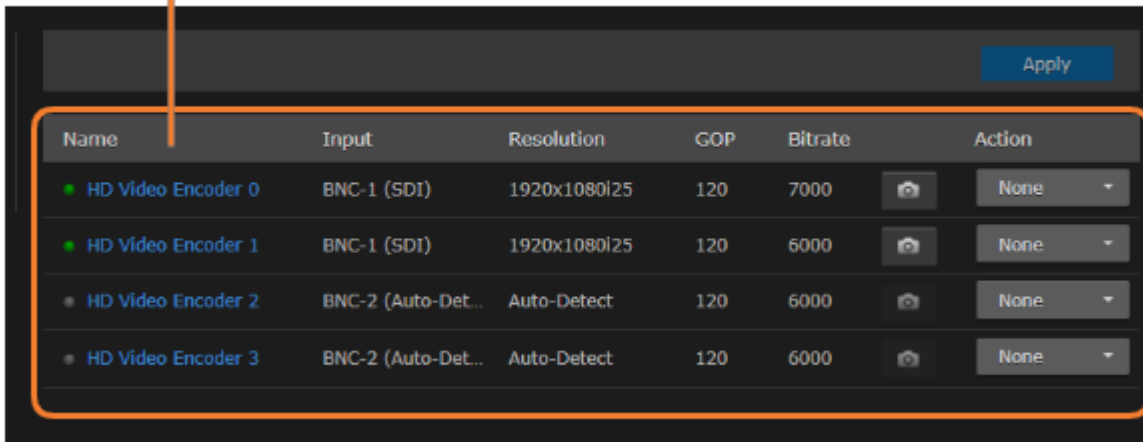 Apply
Name Input Resolution GOP Bitrate Action
HD Video Encoder 0 BNC-1 (SDI) 1920x1080i25 120 7000 None
HD Video Encoder 1 BNC-1 (SDI) 1920x1080i25 120 6000 None
HD Video Encoder 2 BNC-2 (Auto-Det... Auto-Detect 120 6000 None
HD Video Encoder 3 BNC-2 (Auto-Det... Auto-Detect 120 6000 None